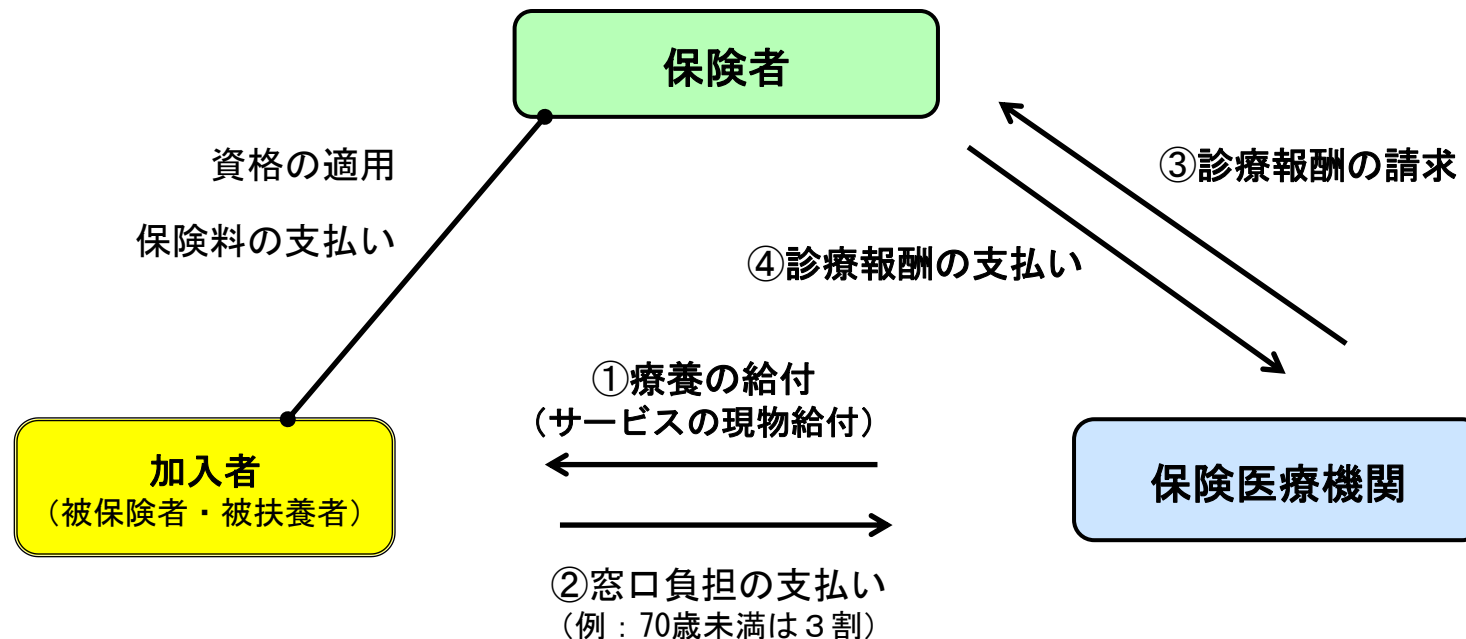 保険者
資格の適用
保険料の支払い
③診療報酬の請求
④診療報酬の支払い
①療養の給付
（サービスの現物給付）
加入者
（被保険者・被扶養者）
保険医療機関
②窓口負担の支払い
（例：70歳未満は３割）